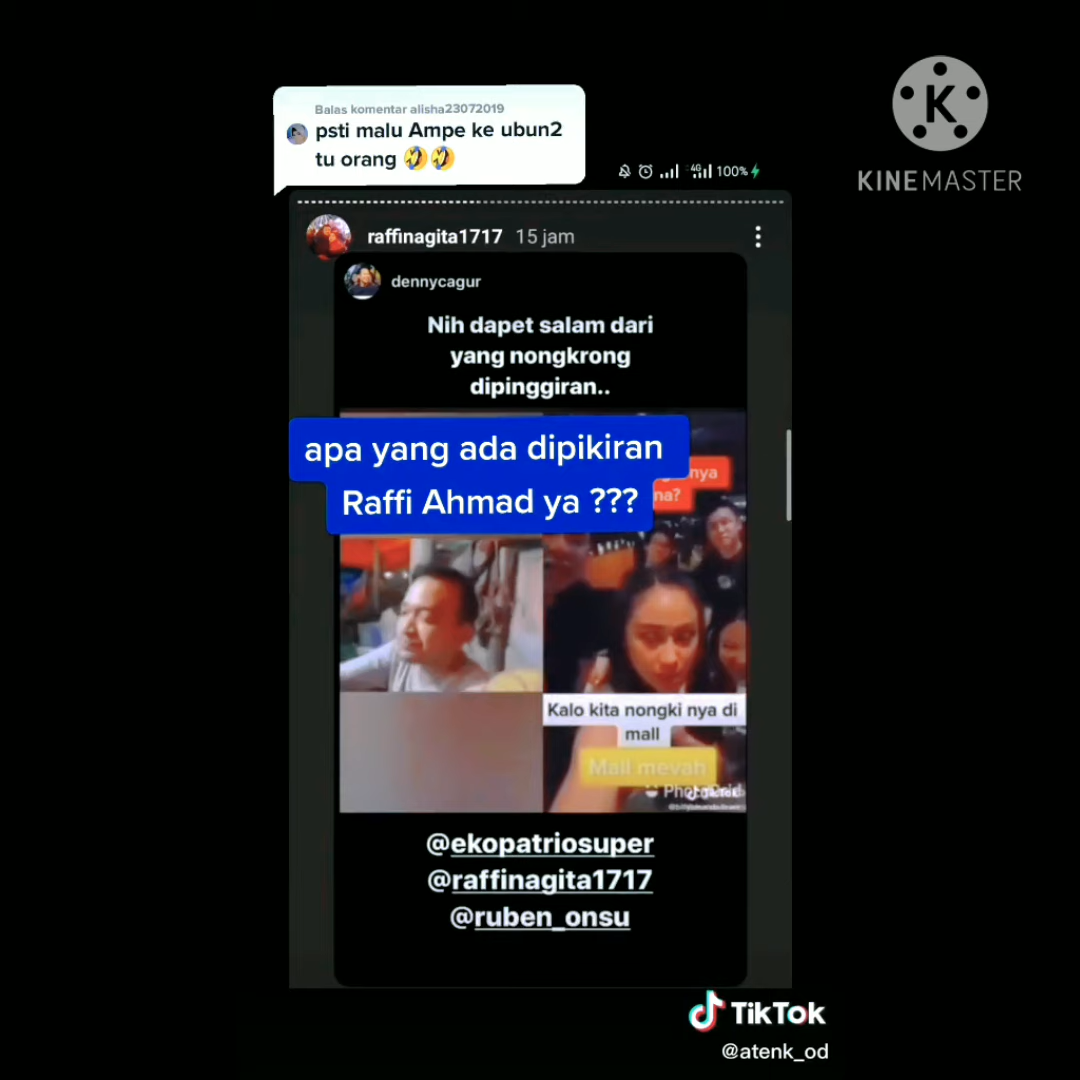 Balas komentar alisha23072019
psti malu Ampe ke ubun2
tu orang 🤣🤣
4G
100%
KINEMASTER
raffinagita1717 15 jam
dennycagur
Nih dapet salam dari
yang nongkrong
dipinggiran..
apa yang ada dipikiran
Raffi Ahmad ya ???
Kalo kita nongki nya di
mall
Mall mevah
TikTok
@ekopatriosuper
@raffinagita1717
@ruben_onsu
TikTok
@atenk_od